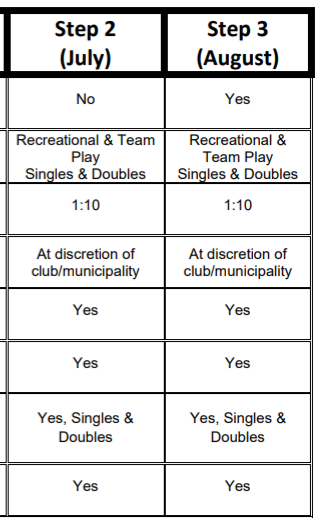 Step 2
(July)
Step 3
(August)
No
Yes
Recreational & Team
Play
Singles & Doubles
Recreational &
Team Play
Singles & Doubles
1:10
1:10
At discretion of
club/municipality
At discretion of
club/municipality
Yes
Yes
Yes
Yes
Yes, Singles &
Doubles
Yes, Singles &
Doubles
Yes
Yes